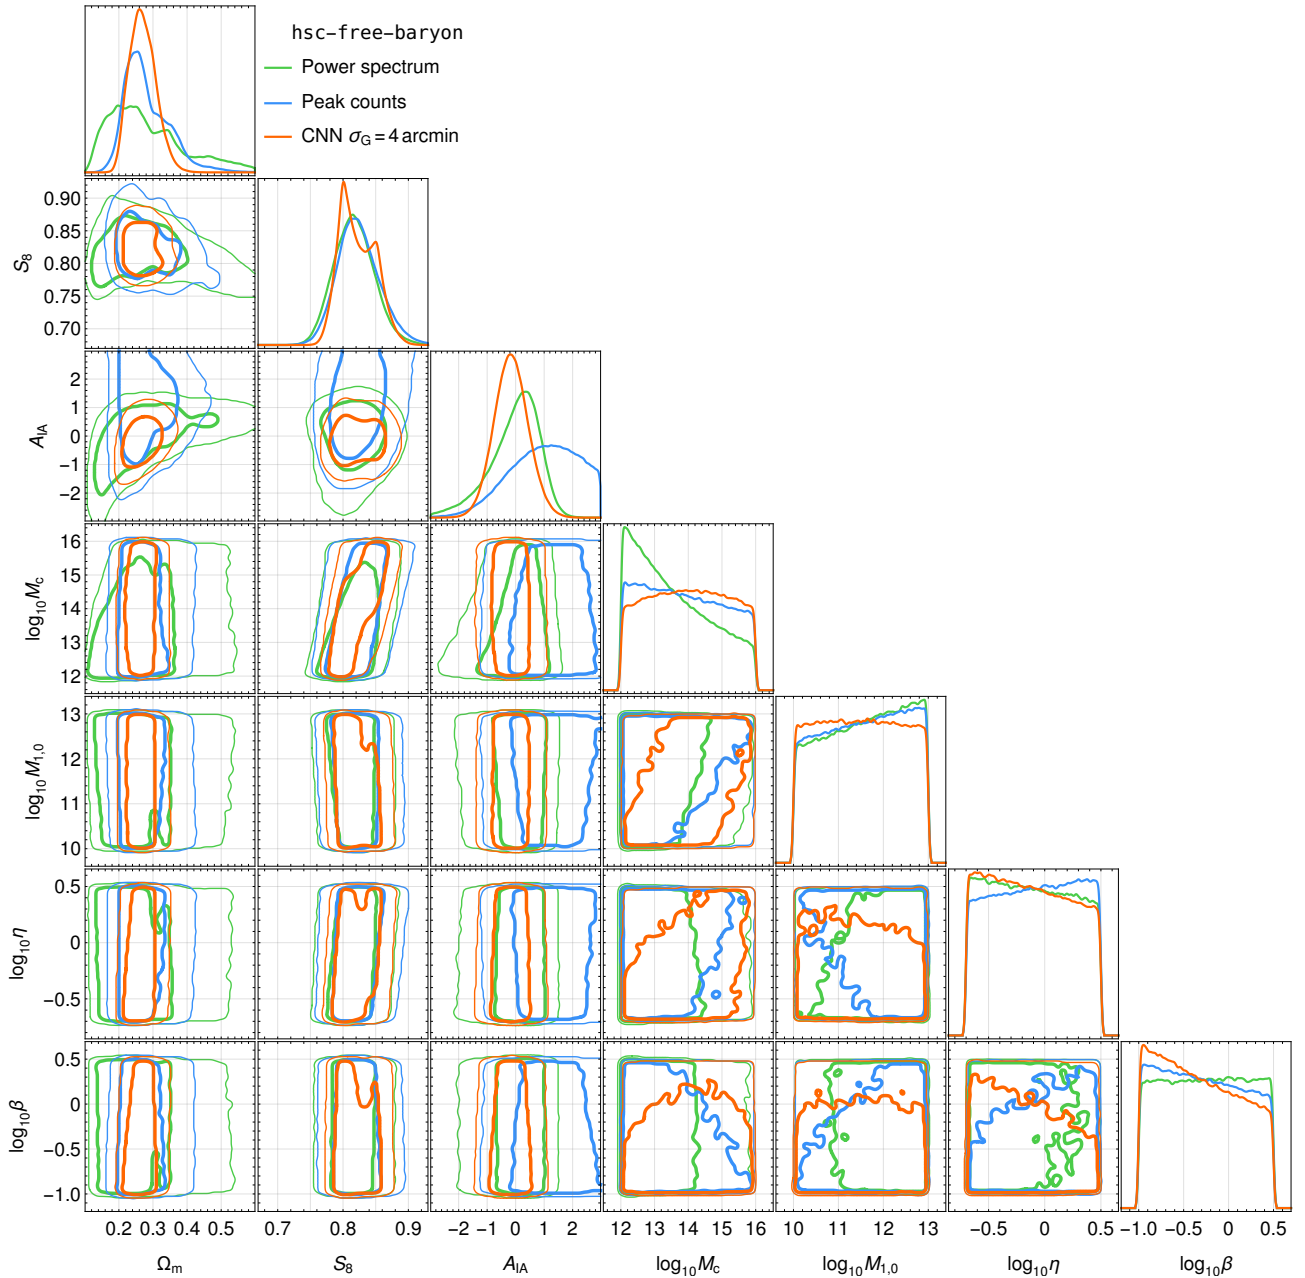 hsc-free-baryon
Power spectrum
Peak counts
CNN σG = 4 arcmin
0.90
0.85
0.80
0.75
0.70
S8
2
1
0
−1
−2
AIA
16
15
14
13
12
log10Mc
13
12
11
10
log10M1,0
0.5
0
−0.5
log10η
0.5
0
−0.5
−1.0
log10β
0.2 0.3 0.4 0.5 0.7 0.8 0.9 −2 −1 0 1 2 12 13 14 15 16 10 11 12 13 −0.5 0 0.5 −1.0 −0.5 0 0.5
Ωm S8 AIA log10Mc log10M1,0 log10η log10β